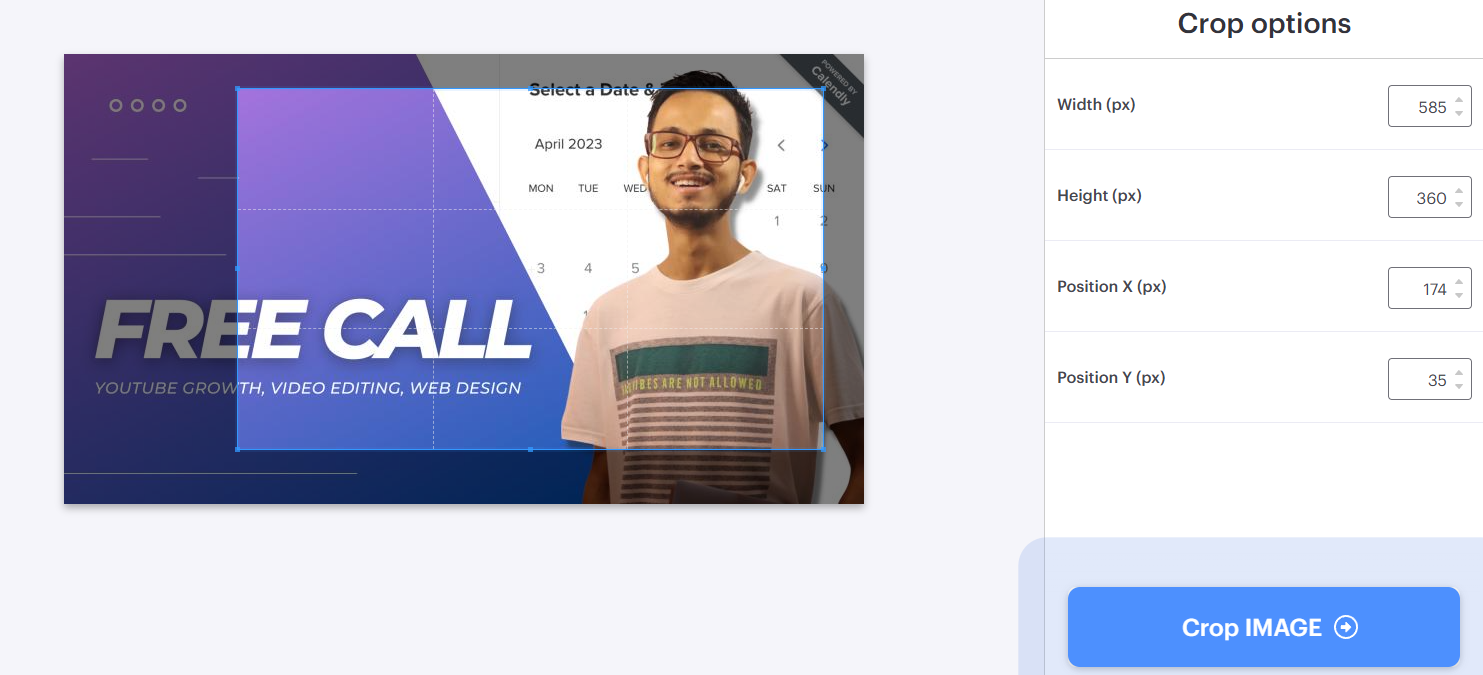 Crop options
POWERED BY
Calendly
Select a Date &
April 2023
MON TUE WED SAT SUN
1 2
3 4 5
FREE CALL
YOUTUBE GROWTH, VIDEO EDITING, WEB DESIGN
ARE NOT ALLOWED
Width (px) 585
Height (px) 360
Position X (px) 174
Position Y (px) 35
Crop IMAGE